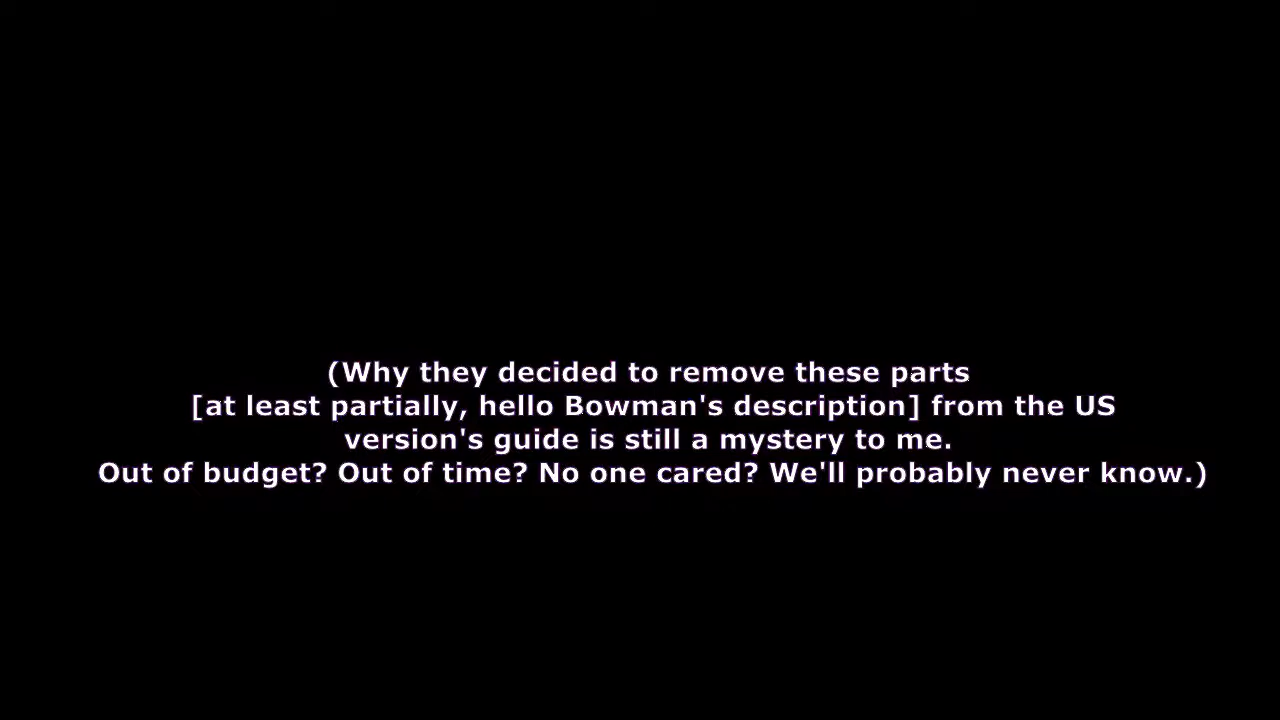 (Why they decided to remove these parts
[at least partially, hello Bowman's description] from the US
version's guide is still a mystery to me.
Out of budget? Out of time? No one cared? We'll probably never know.)